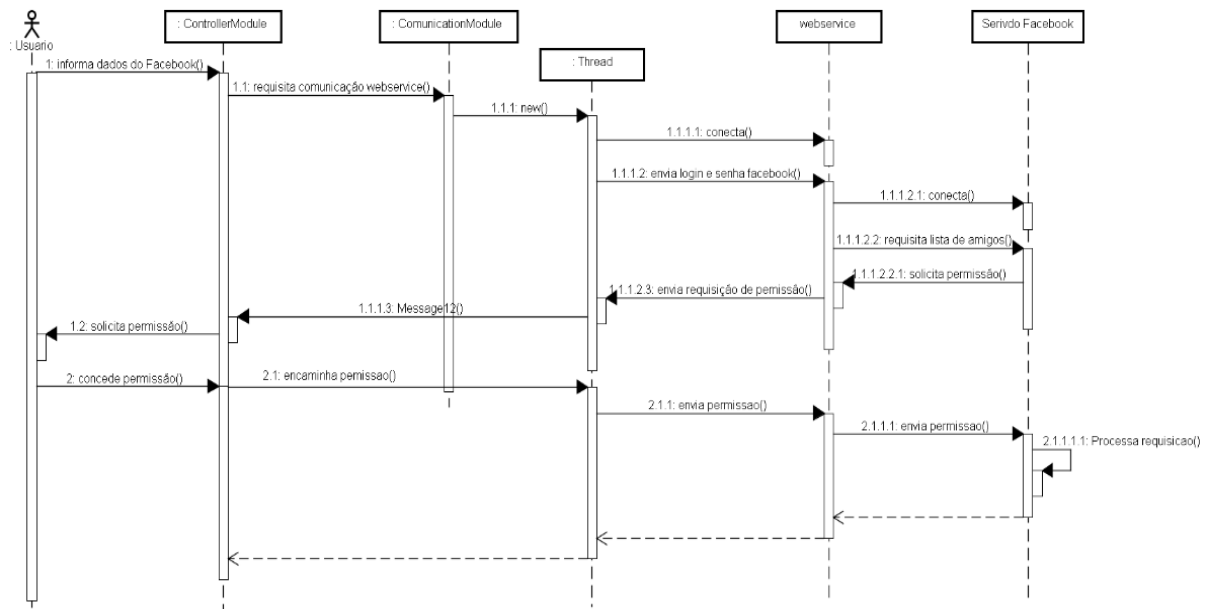 : ControllerModule
: ComunicationModule
webservice
Serivdo Facebook
: Usuario
: Thread
1: informa dados do Facebook()
1.1: requisita comunicação webservice()
1.1.1: new()
1.1.1.1: conecta()
1.1.1.2: envia login e senha facebook()
1.1.1.2.1: conecta()
1.1.1.2.2: requisita lista de amigos()
1.1.1.2.2.1: solicita permissão()
1.1.1.2.3: envia requisição de pemissão()
1.1.1.3: Message12()
1.2: solicita permissão()
2: concede permissão()
2.1: encaminha pemissao()
2.1.1: envia permissao()
2.1.1.1: envia permissao()
2.1.1.1.1: Processa requisicao()